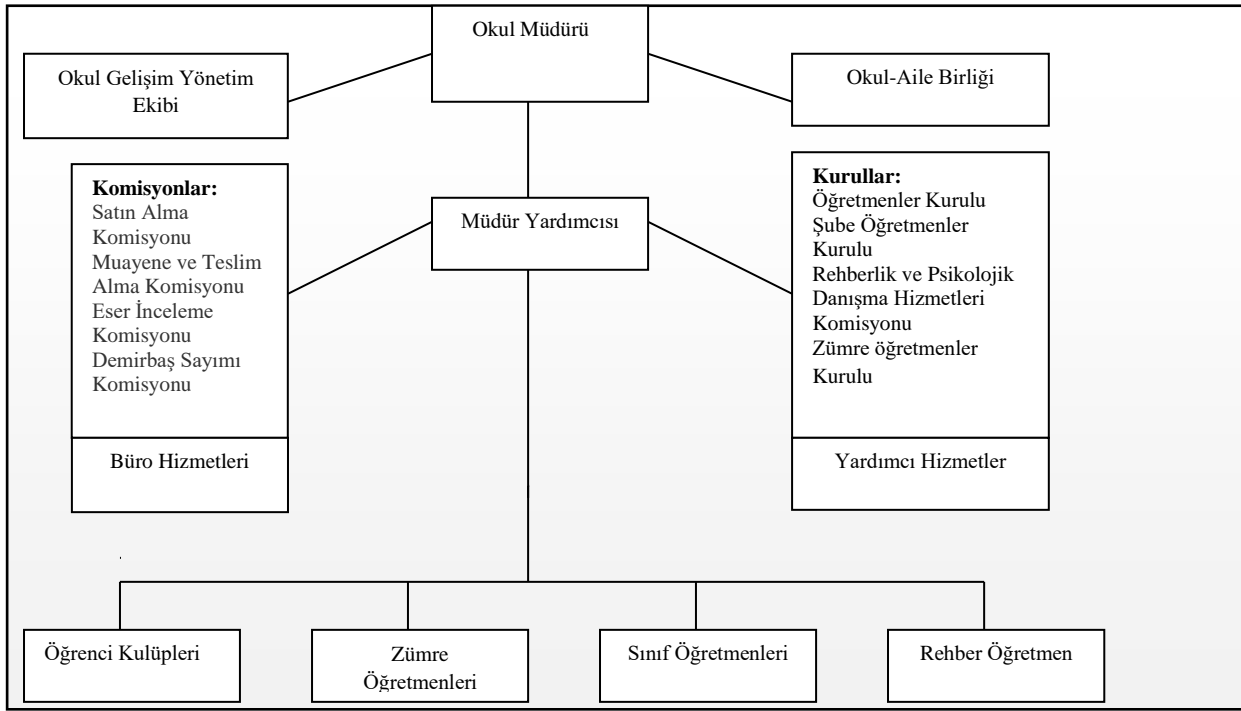 Okul Müdürü
Okul Gelişim Yönetim
Ekibi
Okul-Aile Birliği
Komisyonlar:
Satın Alma
Komisyonu
Muayene ve Teslim
Alma Komisyonu
Eser İnceleme
Komisyonu
Demirbaş Sayımı
Komisyonu
Müdür Yardımcısı
Kurullar:
Öğretmenler Kurulu
Şube Öğretmenler
Kurulu
Rehberlik ve Psikolojik
Danışma Hizmetleri
Komisyonu
Zümre öğretmenler
Kurulu
Büro Hizmetleri
Yardımcı Hizmetler
Öğrenci Kulüpleri
Zümre
Öğretmenleri
Sınıf Öğretmenleri
Rehber Öğretmen